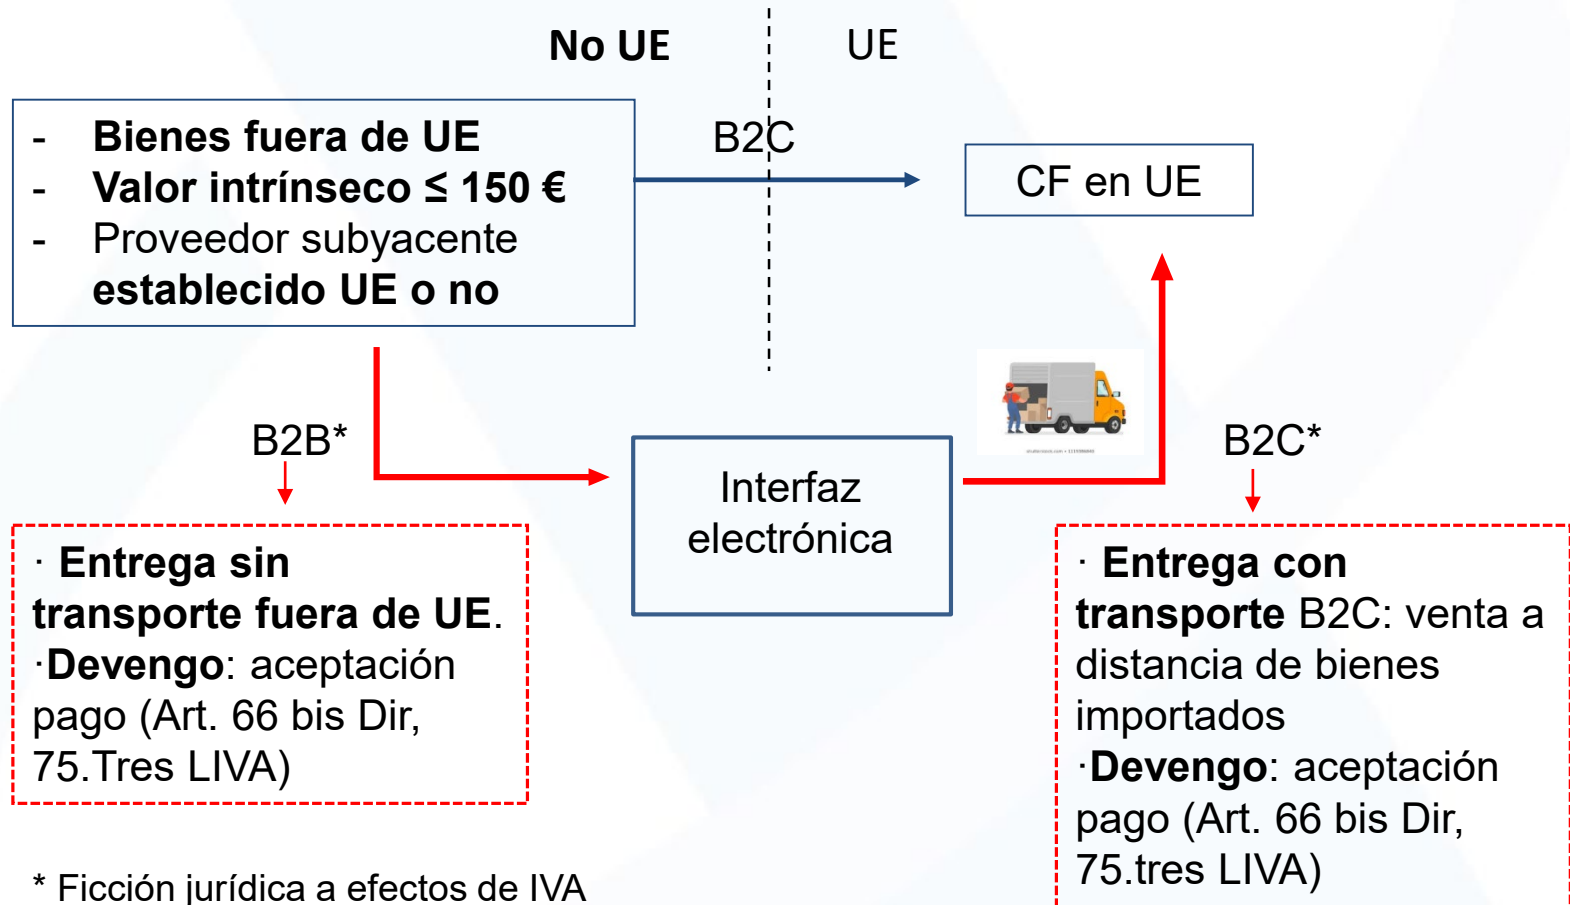 No UE
UE
- Bienes fuera de UE
- Valor intrínseco ≤ 150 €
- Proveedor subyacente
establecido UE o no
B2C
CF en UE
B2B*
Interfaz
electrónica
B2C*
· Entrega sin
transporte fuera de UE.
·Devengo: aceptación
pago (Art. 66 bis Dir,
75.Tres LIVA)
· Entrega con
transporte B2C: venta a
distancia de bienes
importados
·Devengo: aceptación
pago (Art. 66 bis Dir,
75.tres LIVA)
* Ficción jurídica a efectos de IVA